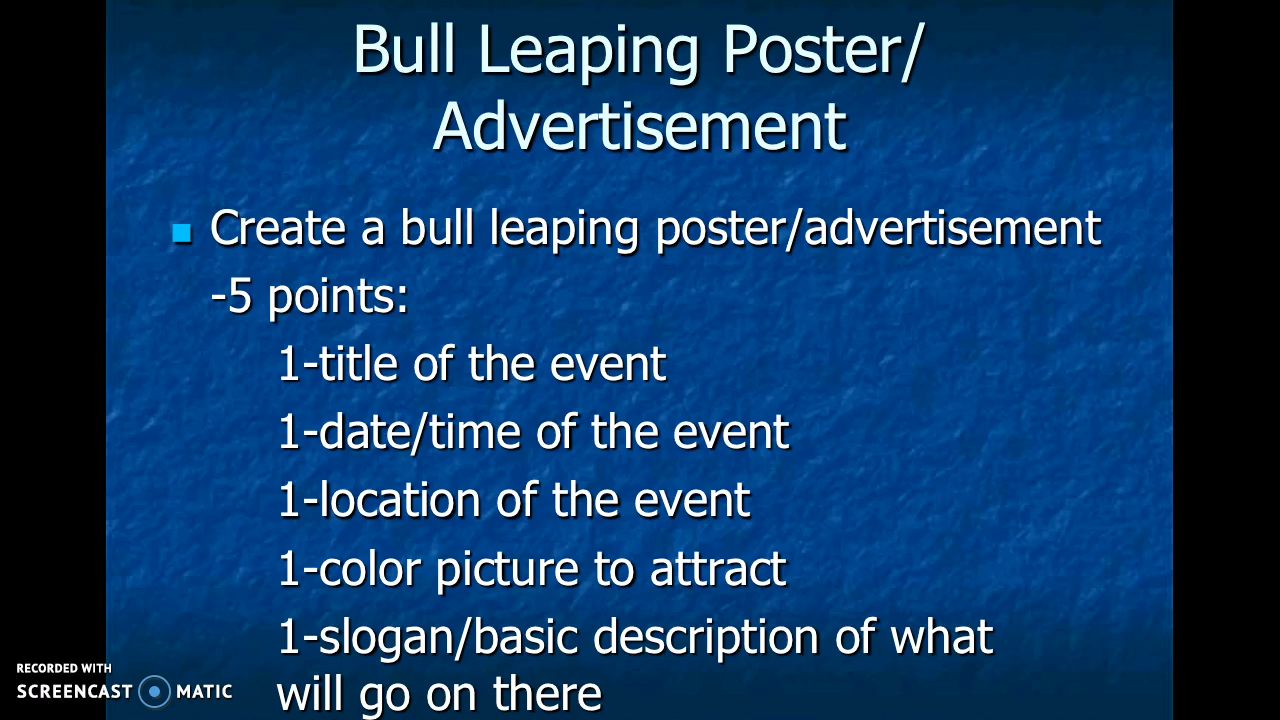 Bull Leaping Poster/
Advertisement
Create a bull leaping poster/advertisement
-5 points:
1-title of the event
1-date/time of the event
1-location of the event
1-color picture to attract
1-slogan/basic description of what
will go on there
RECORDED WITH
SCREENCAST MATIC